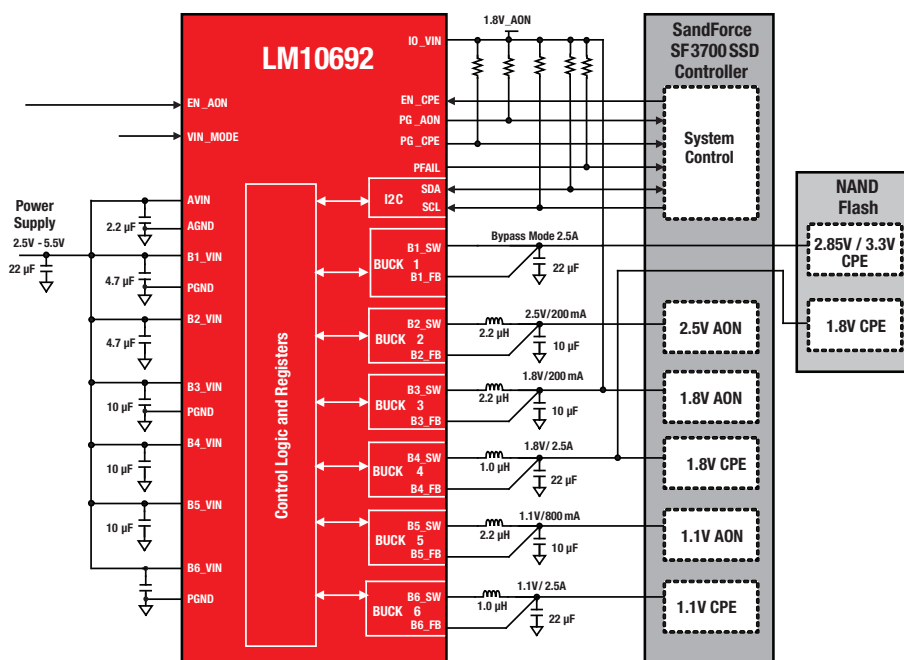 LM10692
1.8V_AON
IO_VIN
SandForce
SF3700 SSD
Controller
EN_AON
VIN_MODE
EN_CPE
PG_AON
PG_CPE
PFAIL
System
Control
I2C
SDA
SCL
NAND
Flash
2.85V / 3.3V
CPE
1.8V CPE
Power
Supply
2.5V - 5.5V
22 µF
AVIN
2.2 µF
AGND
B1_VIN
4.7 µF
PGND
B2_VIN
4.7 µF
B3_VIN
10 µF
PGND
B4_VIN
10 µF
B5_VIN
10 µF
B6_VIN
PGND
Control Logic and Registers
BUCK 1
B1_SW
B1_FB
Bypass Mode 2.5A
22 µF
BUCK 2
B2_SW
B2_FB
2.2 µH
2.5V/200 mA
10 µF
2.5V AON
BUCK 3
B3_SW
B3_FB
2.2 µH
1.8V/200 mA
10 µF
1.8V AON
BUCK 4
B4_SW
B4_FB
1.0 µH
1.8V/ 2.5A
22 µF
1.8V CPE
BUCK 5
B5_SW
B5_FB
2.2 µH
1.1V/800 mA
10 µF
1.1V AON
BUCK 6
B6_SW
B6_FB
1.0 µH
1.1V/ 2.5A
22 µF
1.1V CPE